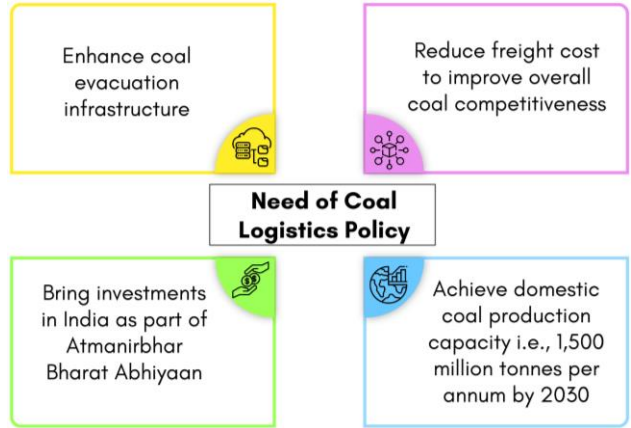 Enhance coal
evacuation
infrastructure
Reduce freight cost
to improve overall
coal competitiveness
Need of Coal
Logistics Policy
Bring investments
in India as part of
Atmanirbhar
Bharat Abhiyaan
Achieve domestic
coal production
capacity i.e., 1,500
million tonnes per
annum by 2030